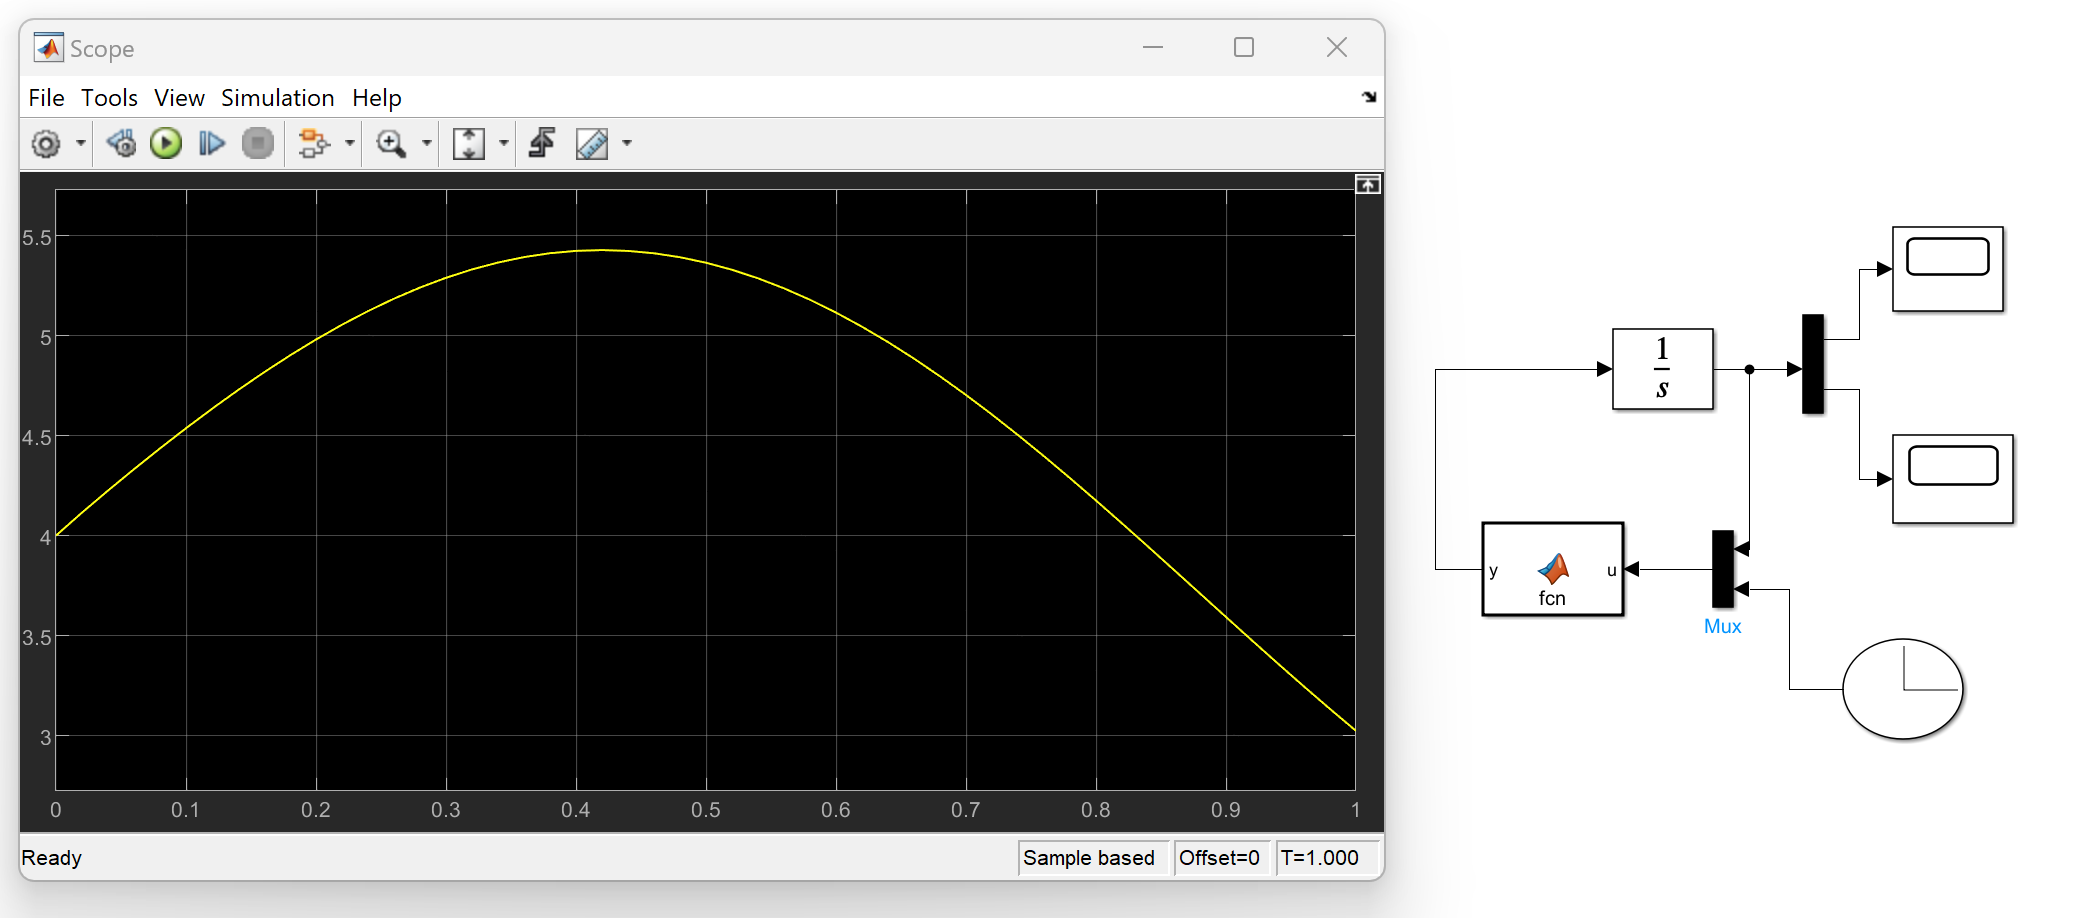 Scope
File Tools View Simulation Help
5.5
5
4.5
4
3.5
3
0 0.1 0.2 0.3 0.4 0.5 0.6 0.7 0.8 0.9 1
Ready Sample based Offset=0 T=1.000
1
s
y u
fcn
Mux